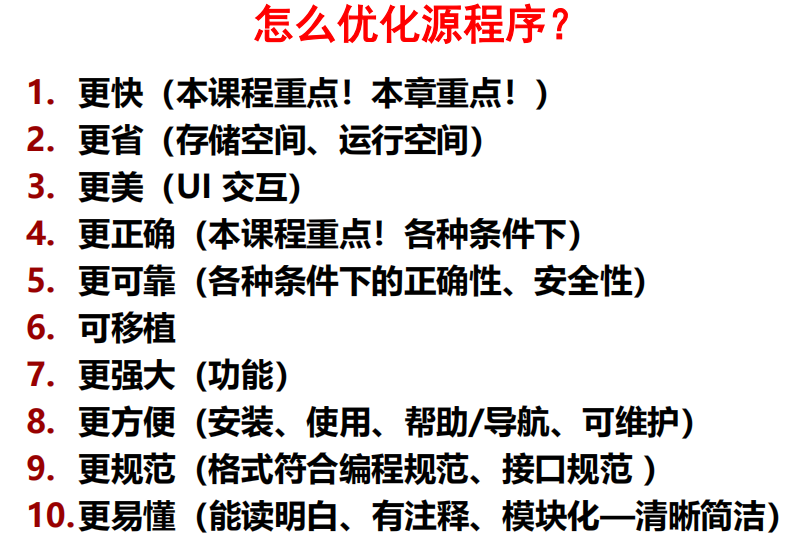 怎么优化源程序？
1. 更快（本课程重点！本章重点！）
2. 更省（存储空间、运行空间）
3. 更美（UI 交互）
4. 更正确（本课程重点！各种条件下）
5. 更可靠（各种条件下的正确性、安全性）
6. 可移植
7. 更强大（功能）
8. 更方便（安装、使用、帮助/导航、可维护）
9. 更规范（格式符合编程规范、接口规范 ）
10. 更易懂（能读明白、有注释、模块化—清晰简洁）